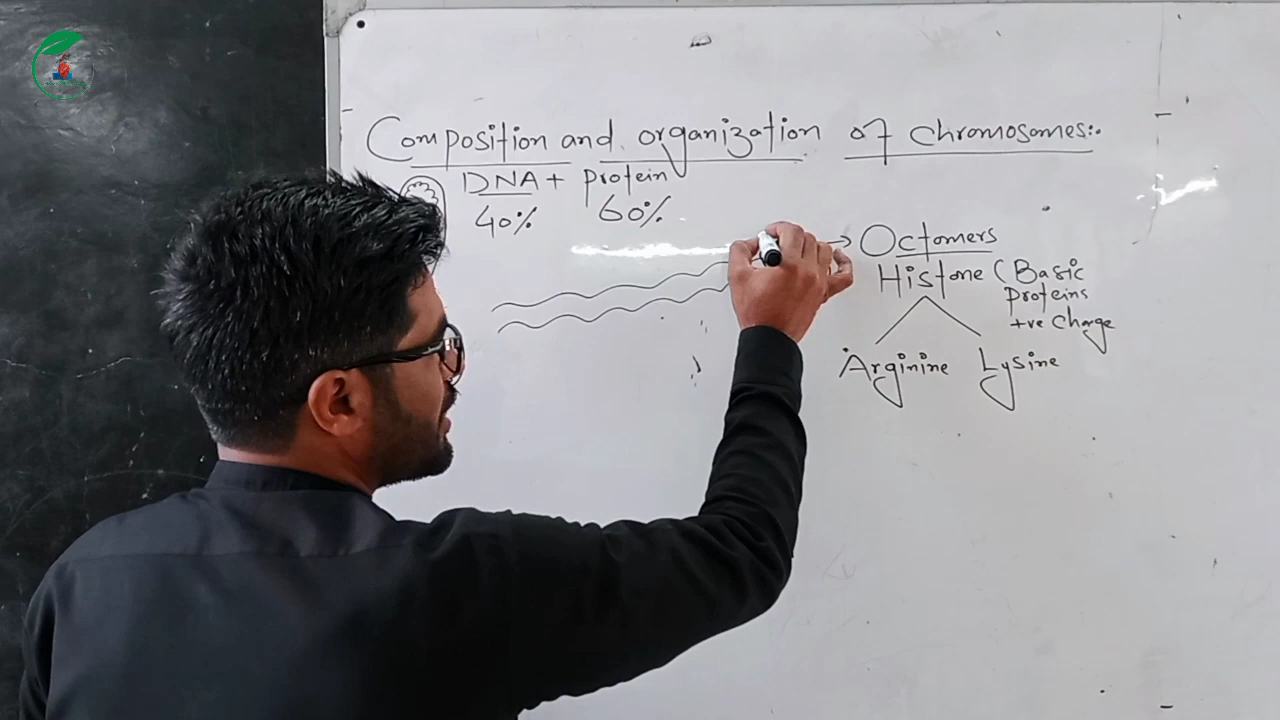 Composition and organization of chromosomes:.
DNA + protein
40% 60%
→ Octomers
Histone (Basic
Proteins
+ve Charge
Arginine Lysine